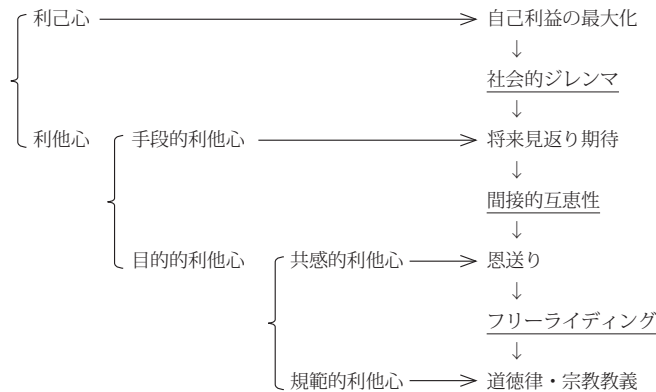 利己心 自己利益の最大化
↓
社会的ジレンマ
↓
利他心 手段的利他心 将来見返り期待
↓
間接的互恵性
↓
目的的利他心 共感的利他心 恩送り
↓
フリーライディング
↓
規範的利他心 道徳律・宗教教義